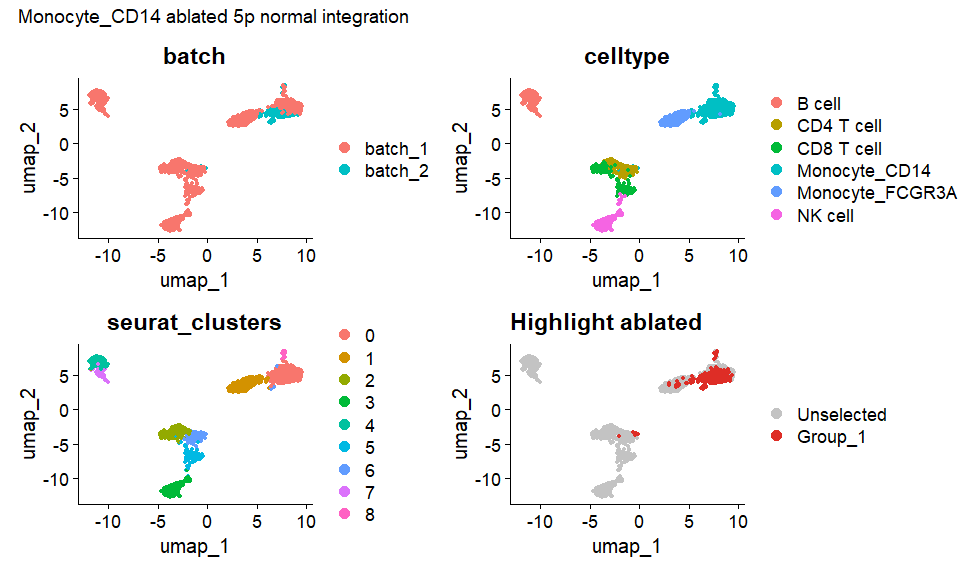 Monocyte_CD14 ablated 5p normal integration
batch
5
0
-5
-10
umap_2
-10
-5
0
5
10
umap_1
batch_1
batch_2
celltype
5
0
-5
-10
umap_2
-10
-5
0
5
10
umap_1
B cell
CD4 T cell
CD8 T cell
Monocyte_CD14
Monocyte_FCGR3A
NK cell
seurat_clusters
5
0
-5
-10
umap_2
-10
-5
0
5
10
umap_1
0
1
2
3
4
5
6
7
8
Highlight ablated
5
0
-5
-10
umap_2
-10
-5
0
5
10
umap_1
Unselected
Group_1